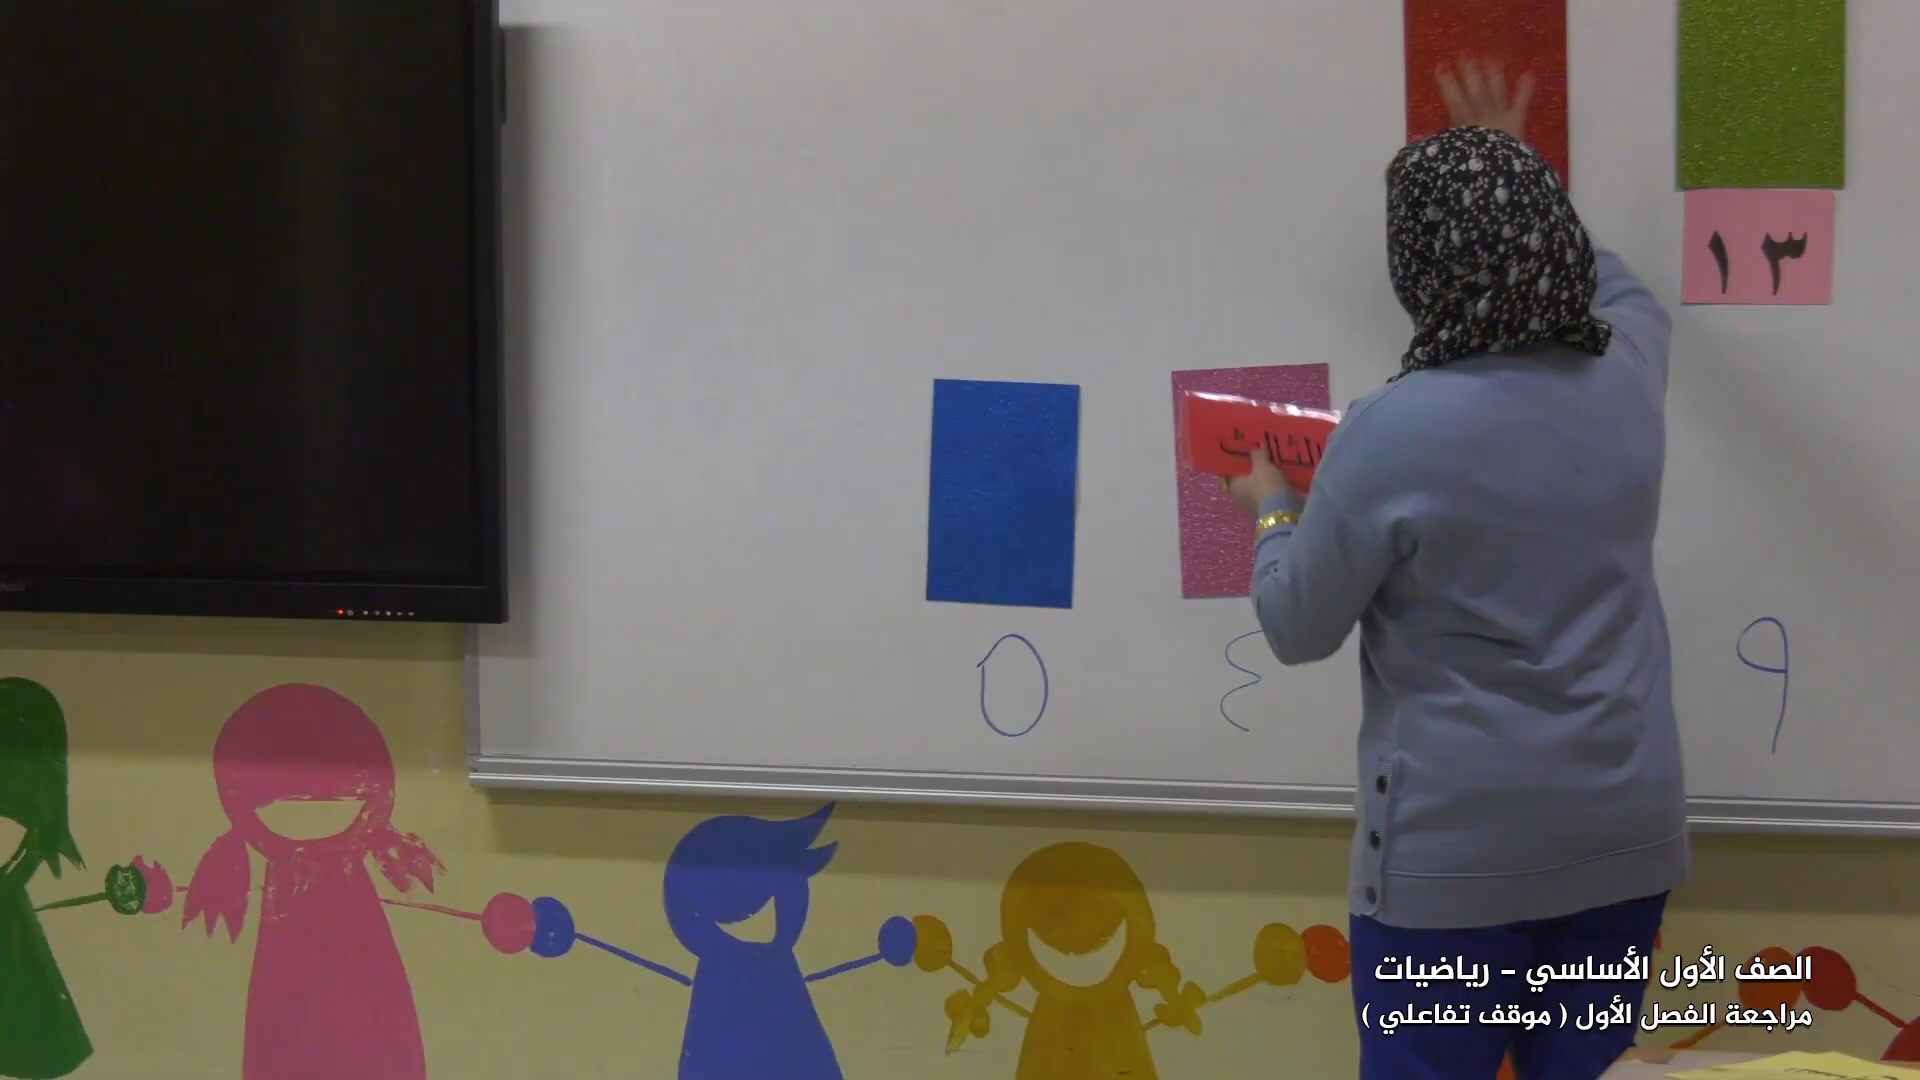 ١٣
الثالث
٩
٤
٥
الصف الأول الأساسي - رياضيات
مراجعة الفصل الأول ( موقف تفاعلي )